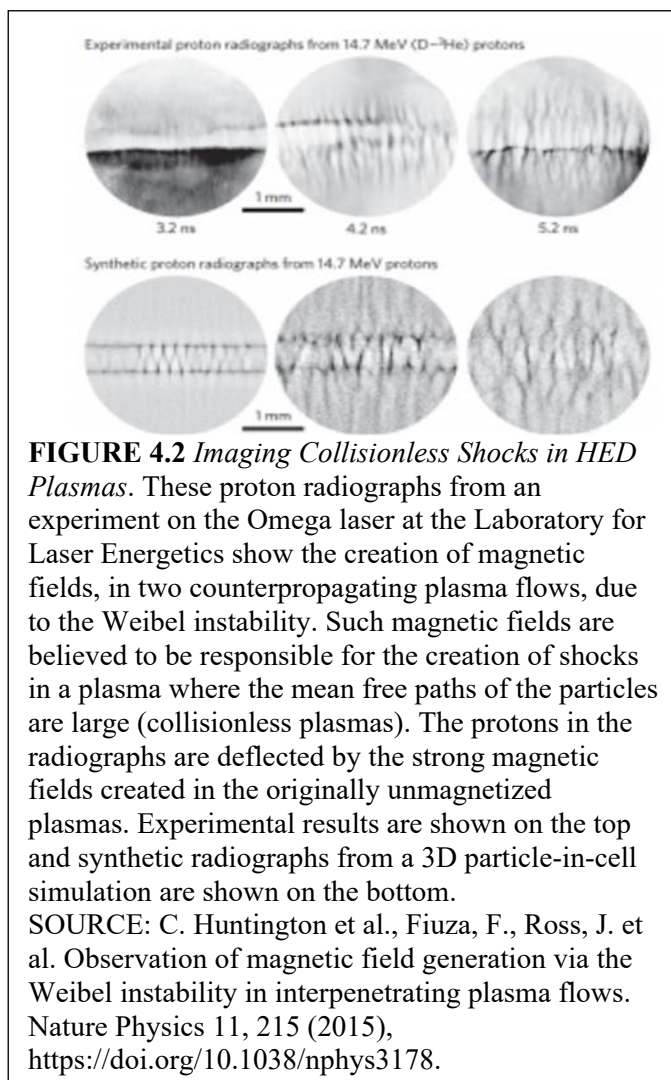 Experimental proton radiographs from 14.7 MeV (D–³He) protons
1 mm
3.2 ns 4.2 ns 5.2 ns
Synthetic proton radiographs from 14.7 MeV protons
1 mm
FIGURE 4.2 Imaging Collisionless Shocks in HED
Plasmas. These proton radiographs from an
experiment on the Omega laser at the Laboratory for
Laser Energetics show the creation of magnetic
fields, in two counterpropagating plasma flows, due
to the Weibel instability. Such magnetic fields are
believed to be responsible for the creation of shocks
in a plasma where the mean free paths of the particles
are large (collisionless plasmas). The protons in the
radiographs are deflected by the strong magnetic
fields created in the originally unmagnetized
plasmas. Experimental results are shown on the top
and synthetic radiographs from a 3D particle-in-cell
simulation are shown on the bottom.
SOURCE: C. Huntington et al., Fiuza, F., Ross, J. et
al. Observation of magnetic field generation via the
Weibel instability in interpenetrating plasma flows.
Nature Physics 11, 215 (2015),
https://doi.org/10.1038/nphys3178.